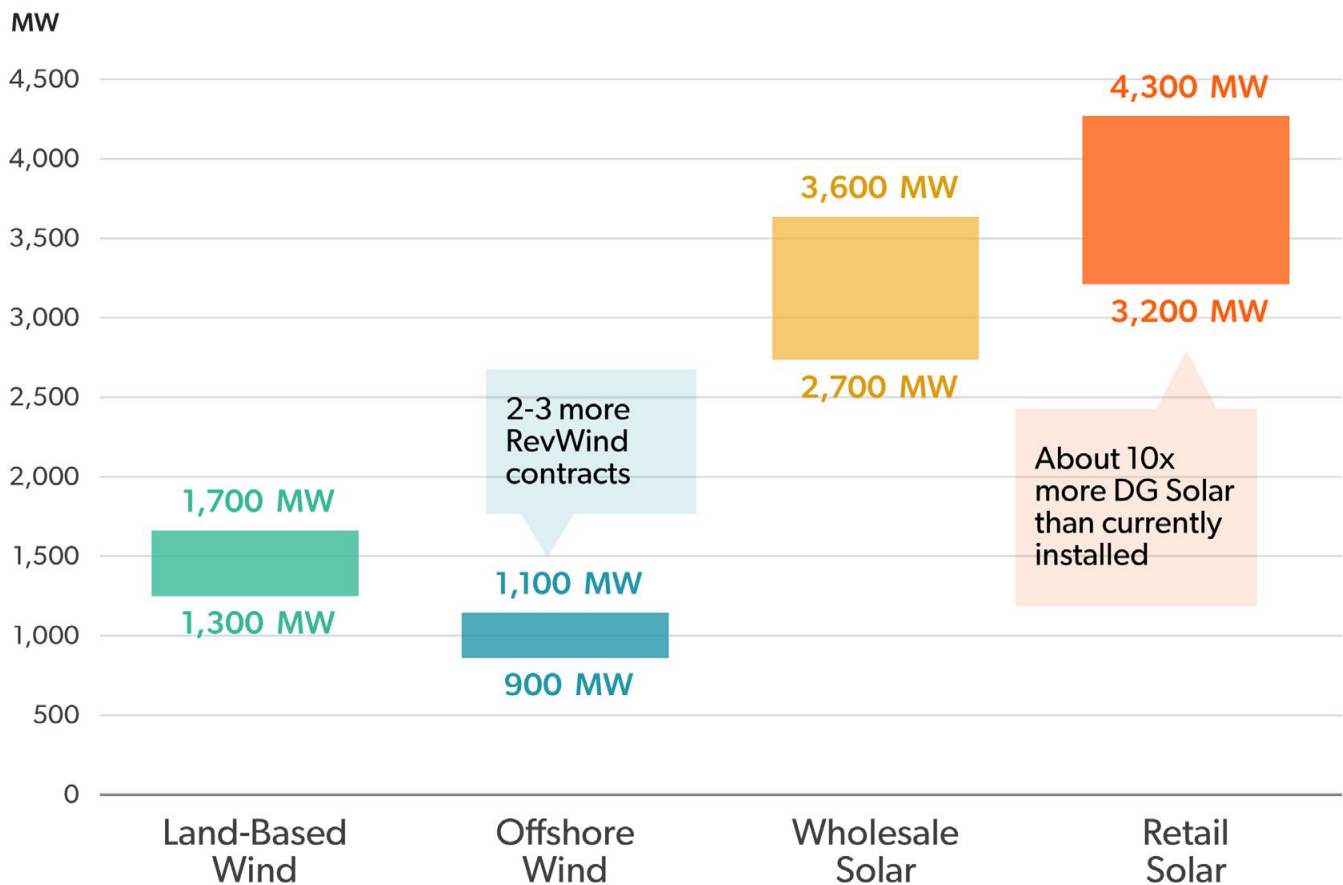 MW
4,500
4,000
3,500
3,000
2,500
2,000
1,500
1,000
500
0
1,700 MW
1,300 MW
2-3 more
RevWind
contracts
1,100 MW
900 MW
3,600 MW
2,700 MW
4,300 MW
3,200 MW
About 10x
more DG Solar
than currently
installed
Land-Based
Wind
Offshore
Wind
Wholesale
Solar
Retail
Solar